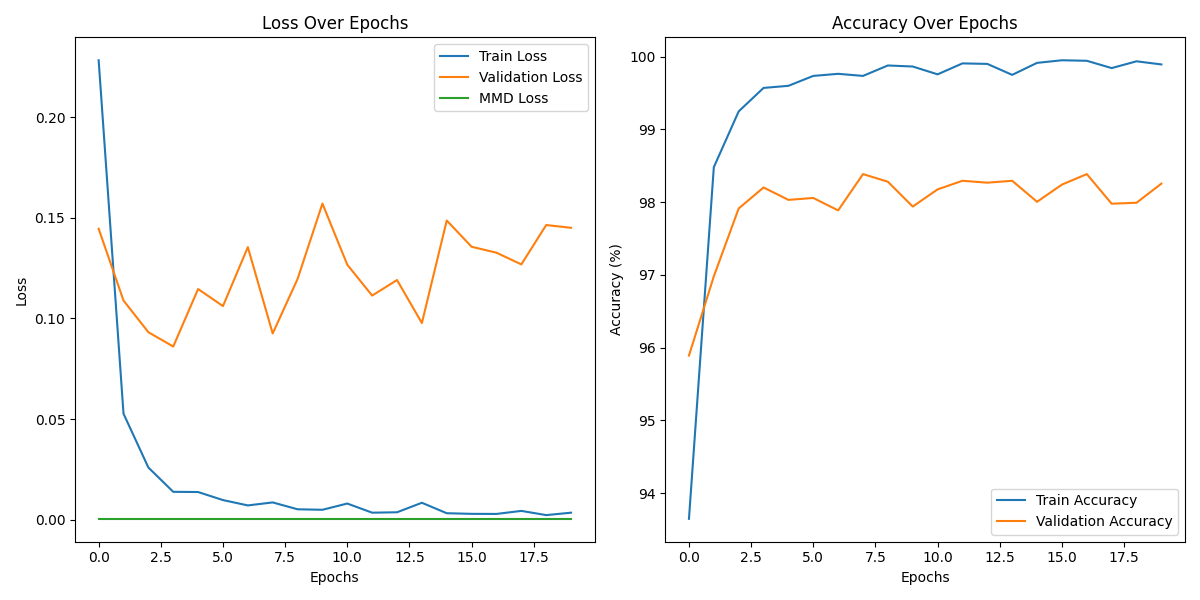 Loss Over Epochs
Train Loss
Validation Loss
MMD Loss
0.20
0.15
0.10
0.05
0.00
Loss
0.0 2.5 5.0 7.5 10.0 12.5 15.0 17.5
Epochs
Accuracy Over Epochs
100
99
98
97
96
95
94
Accuracy (%)
Train Accuracy
Validation Accuracy
0.0 2.5 5.0 7.5 10.0 12.5 15.0 17.5
Epochs